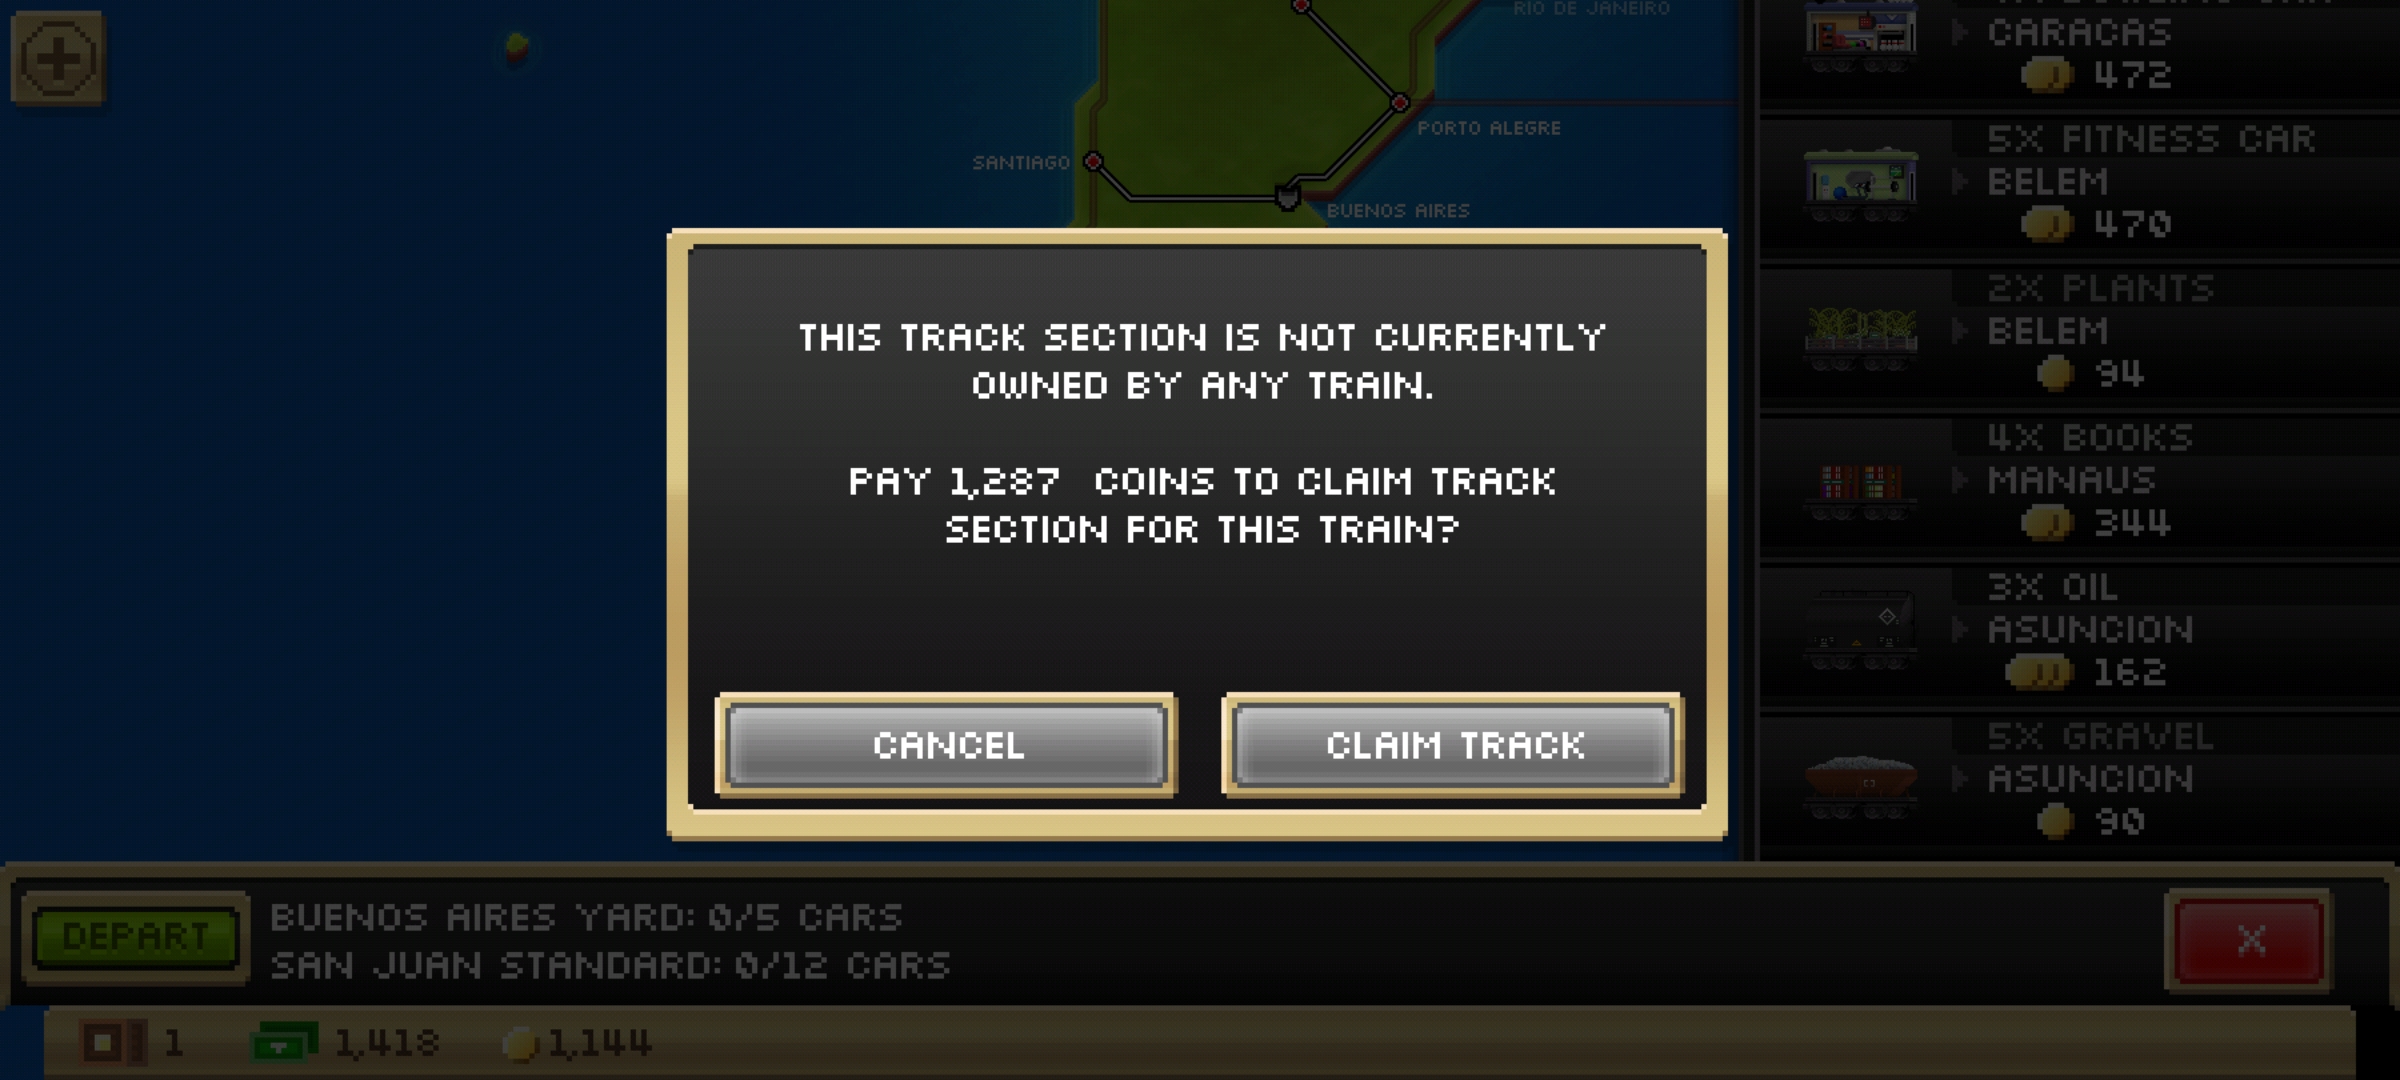 RIO DE JANEIRO
PORTO ALEGRE
SANTIAGO
BUENOS AIRES
THIS TRACK SECTION IS NOT CURRENTLY
OWNED BY ANY TRAIN.
PAY 1,287 COINS TO CLAIM TRACK
SECTION FOR THIS TRAIN?
CANCEL
CLAIM TRACK
CARACAS
472
5X FITNESS CAR
BELEM
470
2X PLANTS
BELEM
94
4X BOOKS
MANAUS
344
3X OIL
ASUNCION
162
5X GRAVEL
ASUNCION
90
DEPART
BUENOS AIRES YARD: 0/5 CARS
SAN JUAN STANDARD: 0/12 CARS
X
1
1,418
1,144